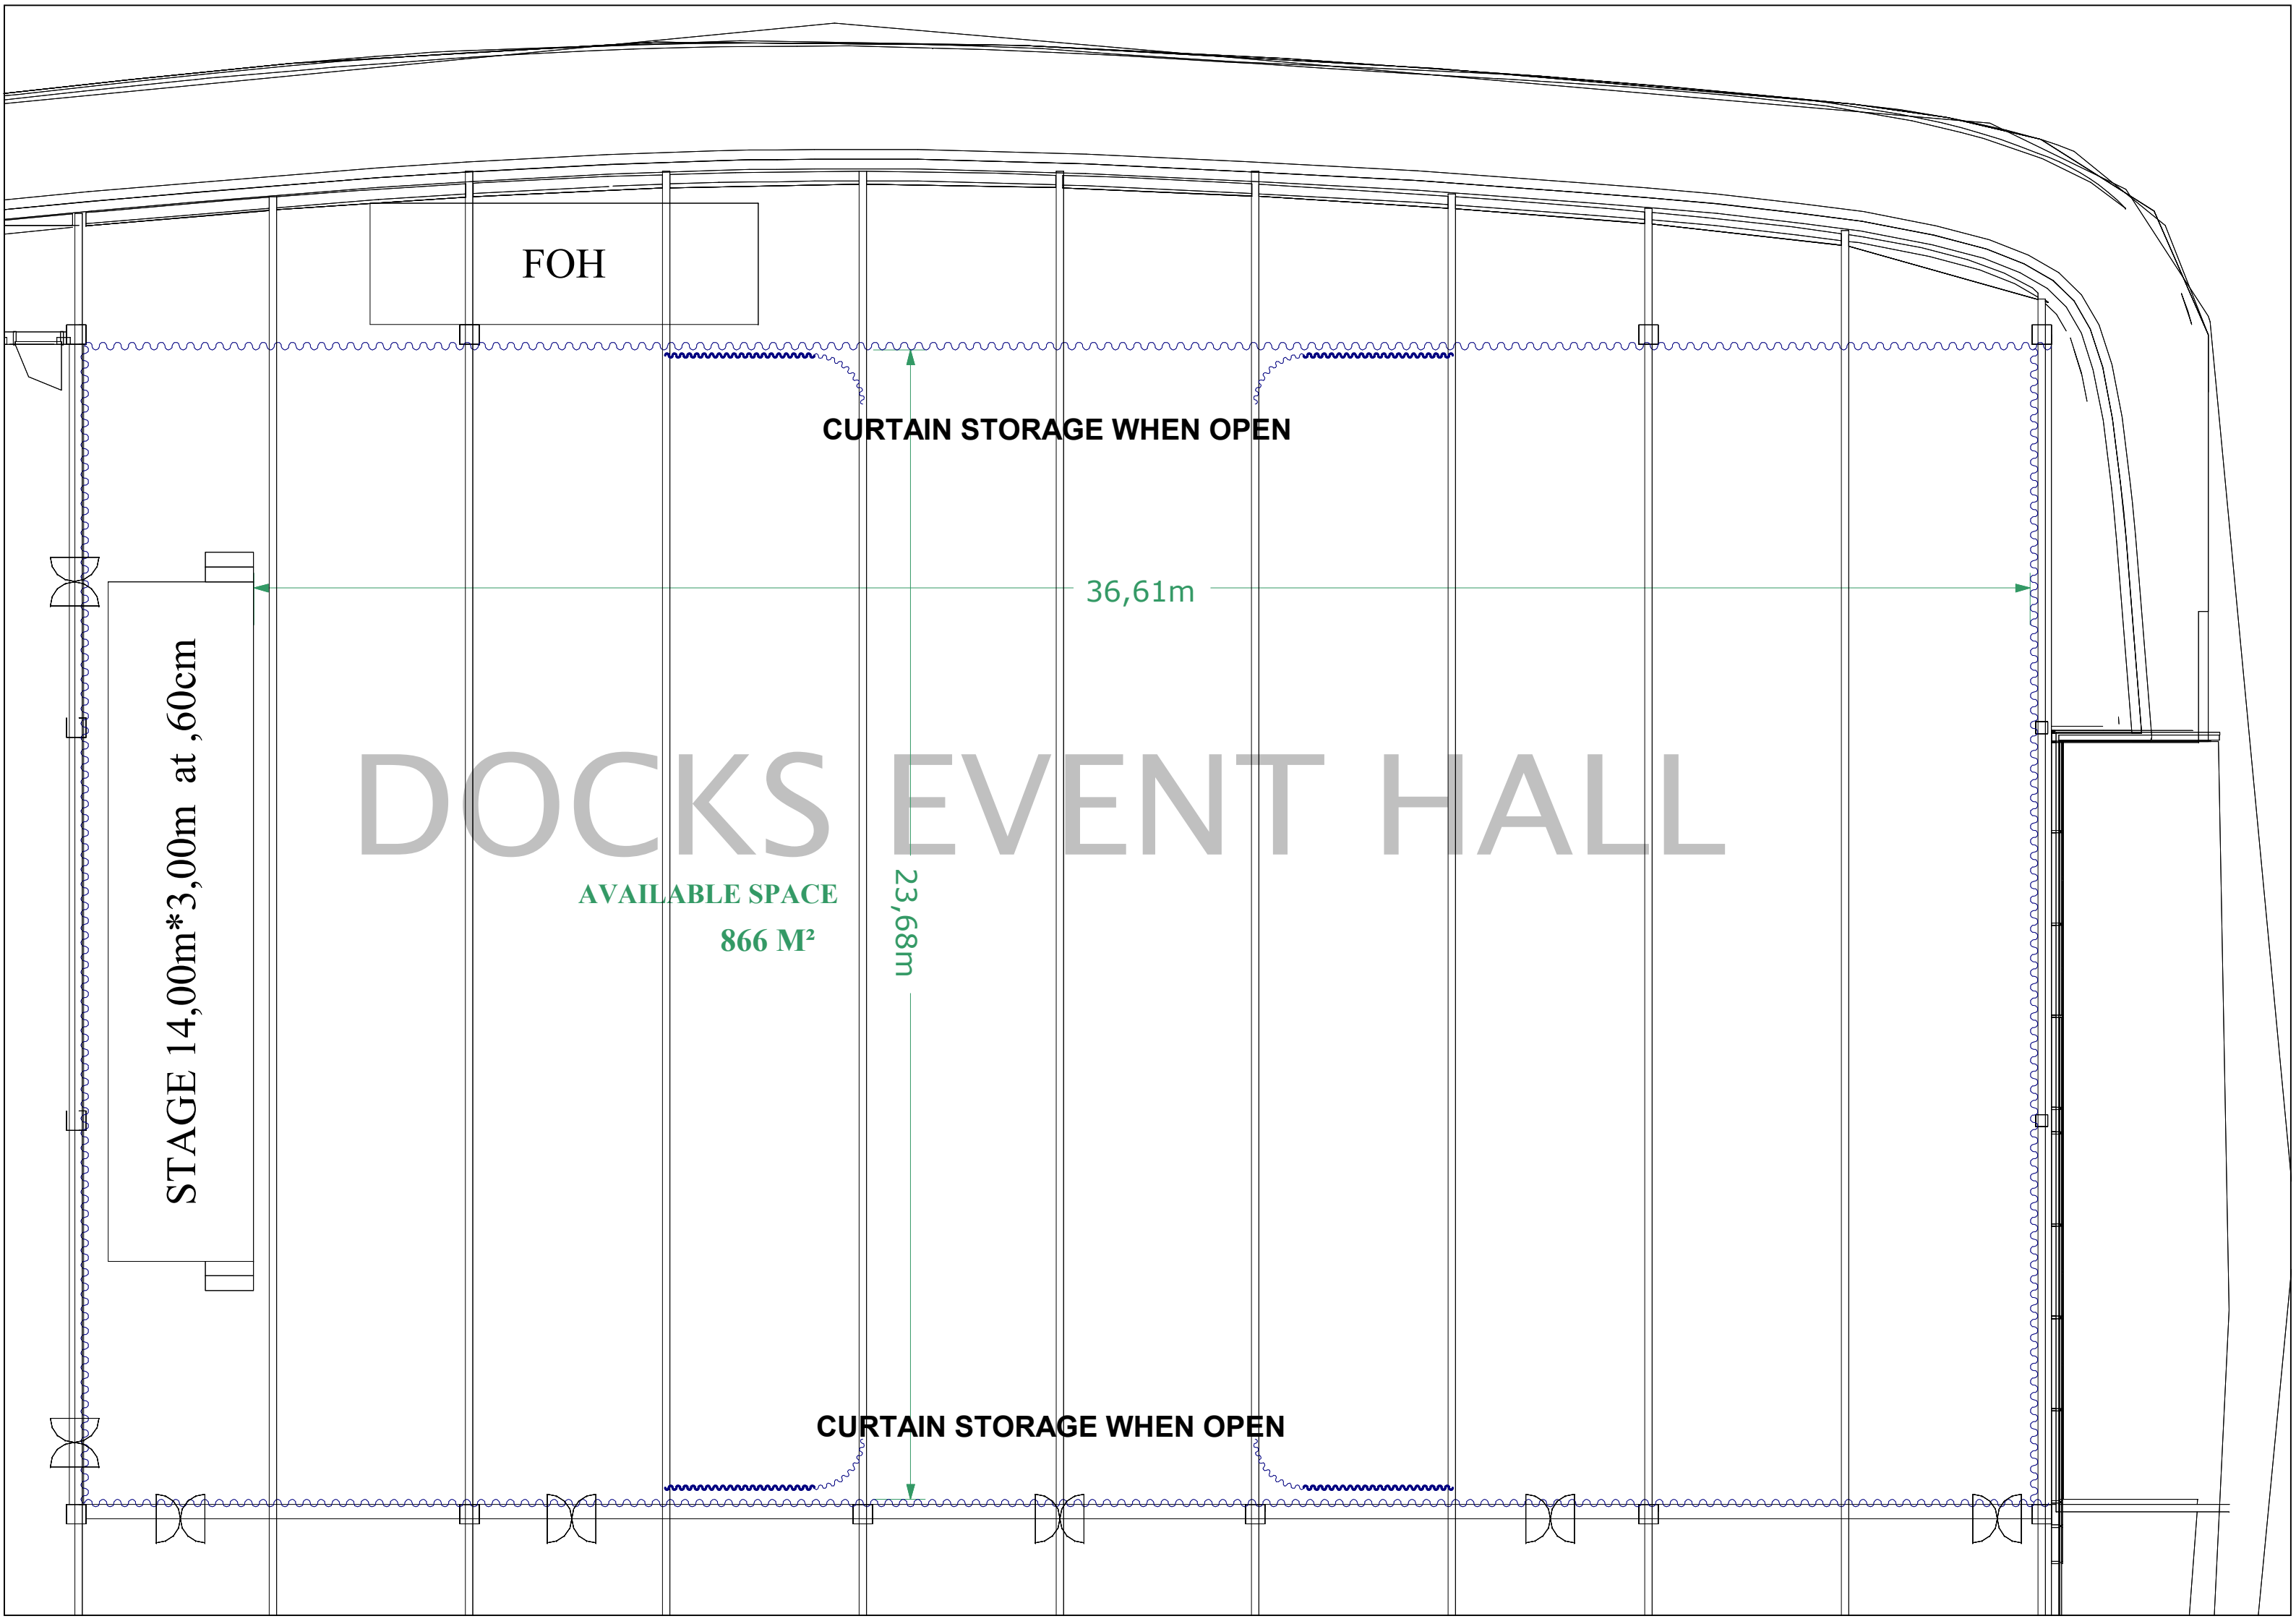 FOH
CURTAIN STORAGE WHEN OPEN
36,61m
STAGE 14,00m*3,00m at ,60cm
DOCKS EVENT HALL
AVAILABLE SPACE
866 M²
23,68m
CURTAIN STORAGE WHEN OPEN